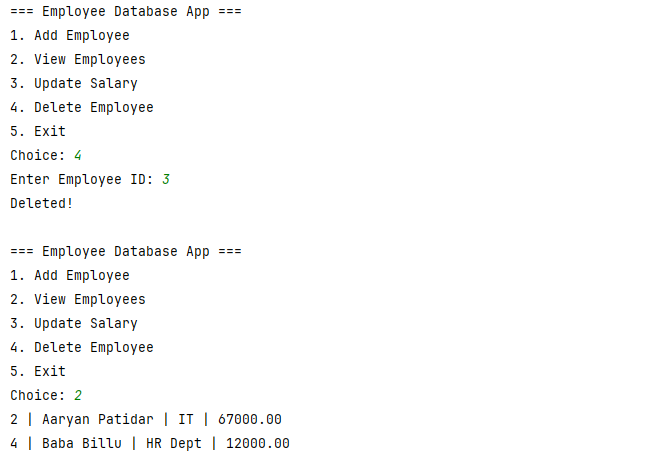 === Employee Database App ===
1. Add Employee
2. View Employees
3. Update Salary
4. Delete Employee
5. Exit
Choice: 4
Enter Employee ID: 3
Deleted!
=== Employee Database App ===
1. Add Employee
2. View Employees
3. Update Salary
4. Delete Employee
5. Exit
Choice: 2
2 | Aaryan Patidar | IT | 67000.00
4 | Baba Billu | HR Dept | 12000.00